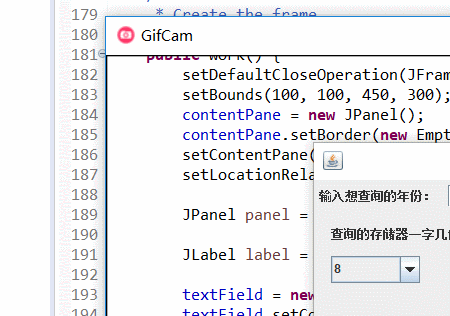 179 * Create the frame
180
GifCam
181 public work() {
182 setDefaultCloseOperation(JFram
183 setBounds(100, 100, 450, 300);
184 contentPane = new JPanel();
185 contentPane.setBorder(new Empt
186 setContentPane(
187 setLocationRela
188
189 JPanel panel =
190
191 JLabel label =
192
193 textField = new
194 textField.setCo
输入想查询的年份：
查询的存储器一字几位
8